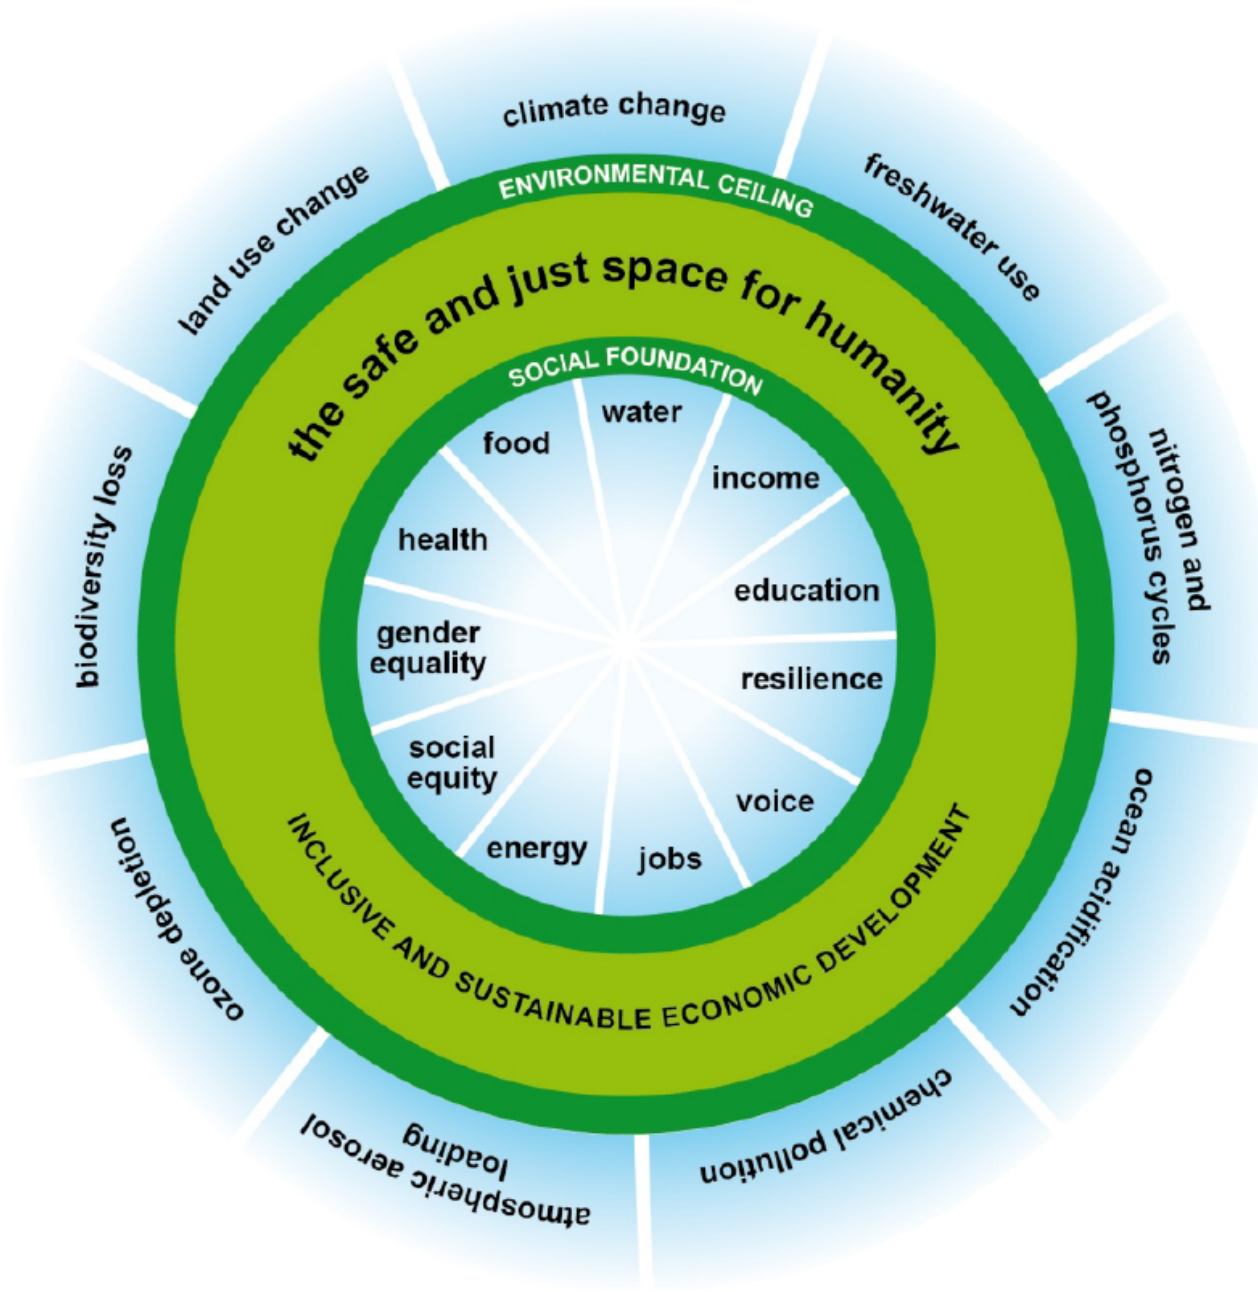 climate change
freshwater use
nitrogen and
phosphorus cycles
ocean acidification
chemical pollution
atmospheric aerosol
loading
ozone depletion
biodiversity loss
land use change
ENVIRONMENTAL CEILING
the safe and just space for humanity
SOCIAL FOUNDATION
water
income
education
resilience
voice
jobs
energy
social
equity
gender
equality
health
food
INCLUSIVE AND SUSTAINABLE ECONOMIC DEVELOPMENT